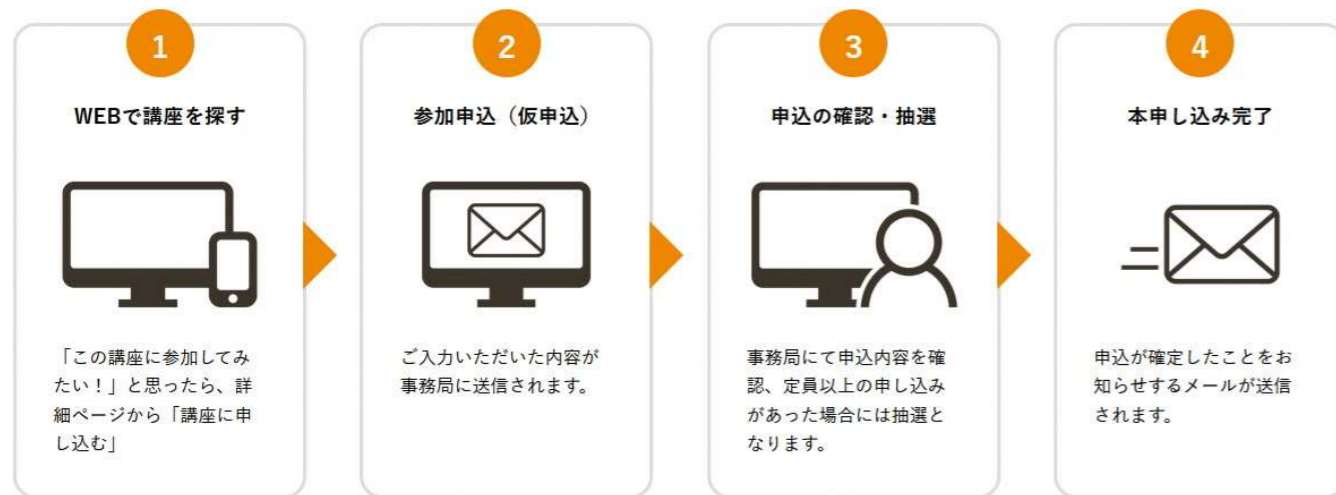 1
WEBで講座を探す
「この講座に参加してみ
たい！」と思ったら、詳
細ページから「講座に申
し込む」
2
参加申込（仮申込）
ご入力いただいた内容が
事務局に送信されます。
3
申込の確認・抽選
事務局にて申込内容を確
認、定員以上の申し込み
があった場合には抽選と
なります。
4
本申し込み完了
申込が確定したことをお
知らせするメールが送信
されます。